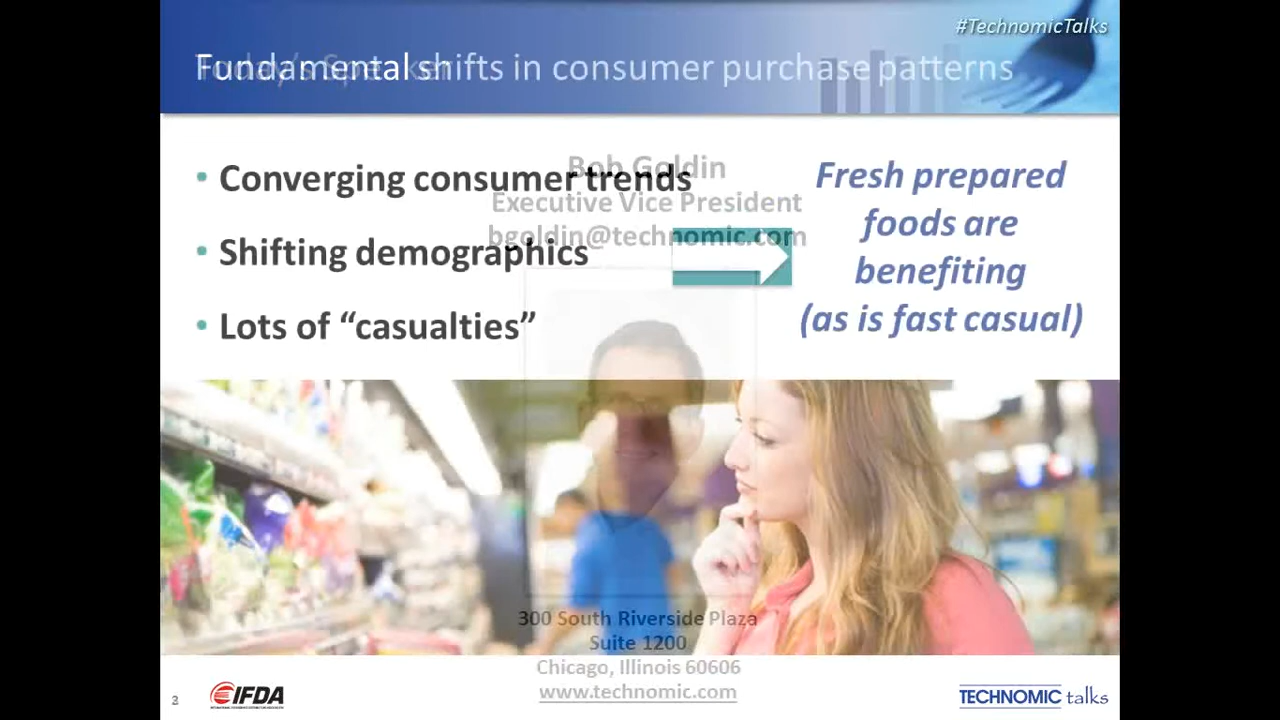 #TechnomicTalks
Today's Speaker
Fundamental shifts in consumer purchase patterns
Bob Goldin
Executive Vice President
bgoldin@technomic.com
• Converging consumer trends
• Shifting demographics
• Lots of “casualties”
Fresh prepared
foods are
benefiting
(as is fast casual)
300 South Riverside Plaza
Suite 1200
Chicago, Illinois 60606
www.technomic.com
3
IFDA
TECHNOMIC talks